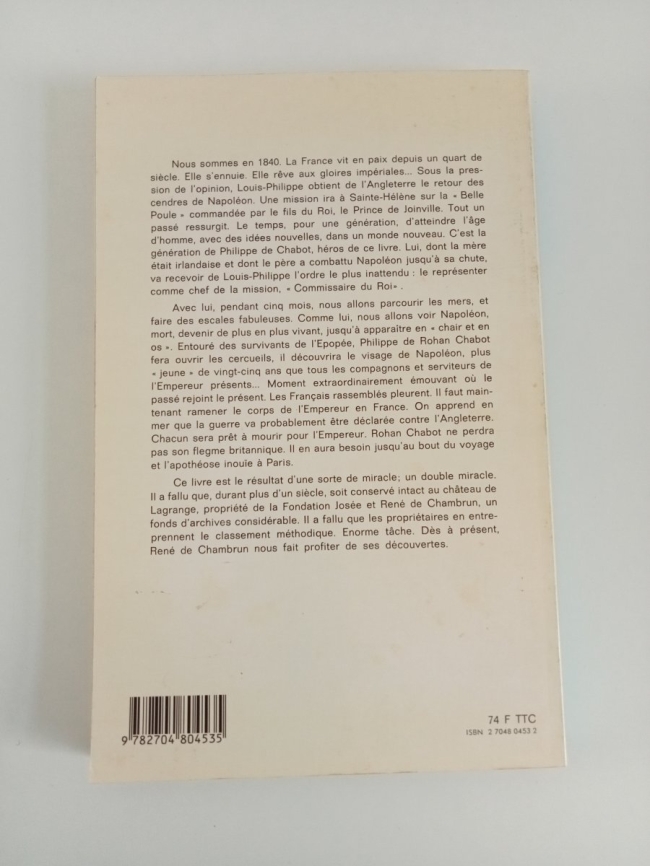 Nous sommes en 1840. La France vit en paix depuis un quart de
siècle. Elle s'ennuie. Elle rêve aux gloires impériales... Sous la pres-
sion de l'opinion, Louis-Philippe obtient de l'Angleterre le retour des
cendres de Napoléon. Une mission ira à Sainte-Hélène sur la « Belle
Poule » commandée par le fils du Roi, le Prince de Joinville. Tout un
passé ressurgit. Le temps, pour une génération, d'atteindre l'âge
d'homme, avec des idées nouvelles, dans un monde nouveau. C'est la
génération de Philippe de Chabot, héros de ce livre. Lui, dont la mère
était irlandaise et dont le père a combattu Napoléon jusqu'à sa chute,
va recevoir de Louis-Philippe l'ordre le plus inattendu : le représenter
comme chef de la mission, « Commissaire du Roi» .
Avec lui, pendant cinq mois, nous allons parcourir les mers, et
faire des escales fabuleuses. Comme lui, nous allons voir Napoléon,
mort, devenir de plus en plus vivant, jusqu'à apparaître en « chair et en
os ». Entouré des survivants de l'Epopée, Philippe de Rohan Chabot
fera ouvrir les cercueils, il découvrira le visage de Napoléon, plus
« jeune » de vingt-cinq ans que tous les compagnons et serviteurs de
l'Empereur présents... Moment extraordinairement émouvant où le
passé rejoint le présent. Les Français rassemblés pleurent. Il faut main-
tenant ramener le corps de l'Empereur en France. On apprend en
mer que la guerre va probablement être déclarée contre l'Angleterre.
Chacun sera prêt à mourir pour l'Empereur. Rohan Chabot ne perdra
pas son flegme britannique. Il en aura besoin jusqu'au bout du voyage
et l'apothéose inouïe à Paris.
Ce livre est le résultat d'une sorte de miracle; un double miracle.
Il a fallu que, durant plus d'un siècle, soit conservé intact au château de
Lagrange, propriété de la Fondation Josée et René de Chambrun, un
fonds d'archives considérable. Il a fallu que les propriétaires en entre-
prennent le classement méthodique. Enorme tâche. Dès à présent,
René de Chambrun nous fait profiter de ses découvertes.
9 782704 804535
74 F TTC
ISBN 2 7048 0453 2